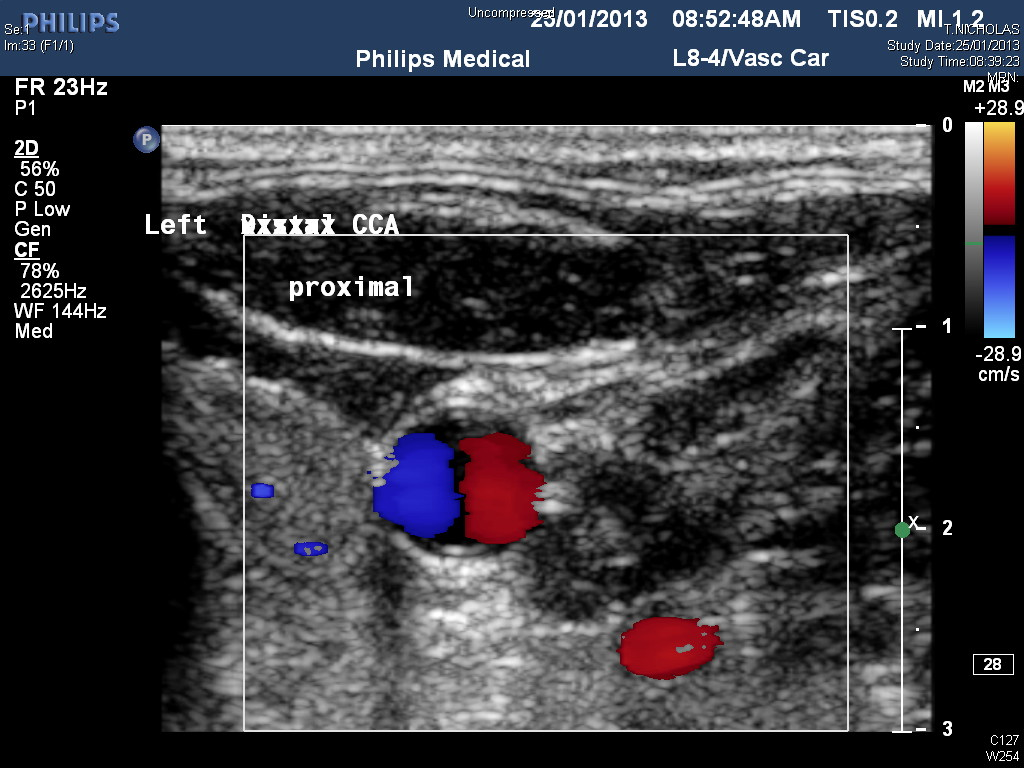 PHILIPS
Uncompressed
25/01/2013 08:52:48AM TIS0.2 MI 1.2
Se:1
T.NICHOLAS
Im:33 (F1/1)
Study Date:25/01/2013
Philips Medical
L8-4/Vasc Car
Study Time:08:39:23
MRN:
FR 23Hz
P1
M2 M3
+28.9
2D
56%
C 50
P Low
Gen
CF
78%
2625Hz
WF 144Hz
Med
P
0
Left CCA
proximal
1
-28.9
cm/s
x
2
28
3
C127
W254